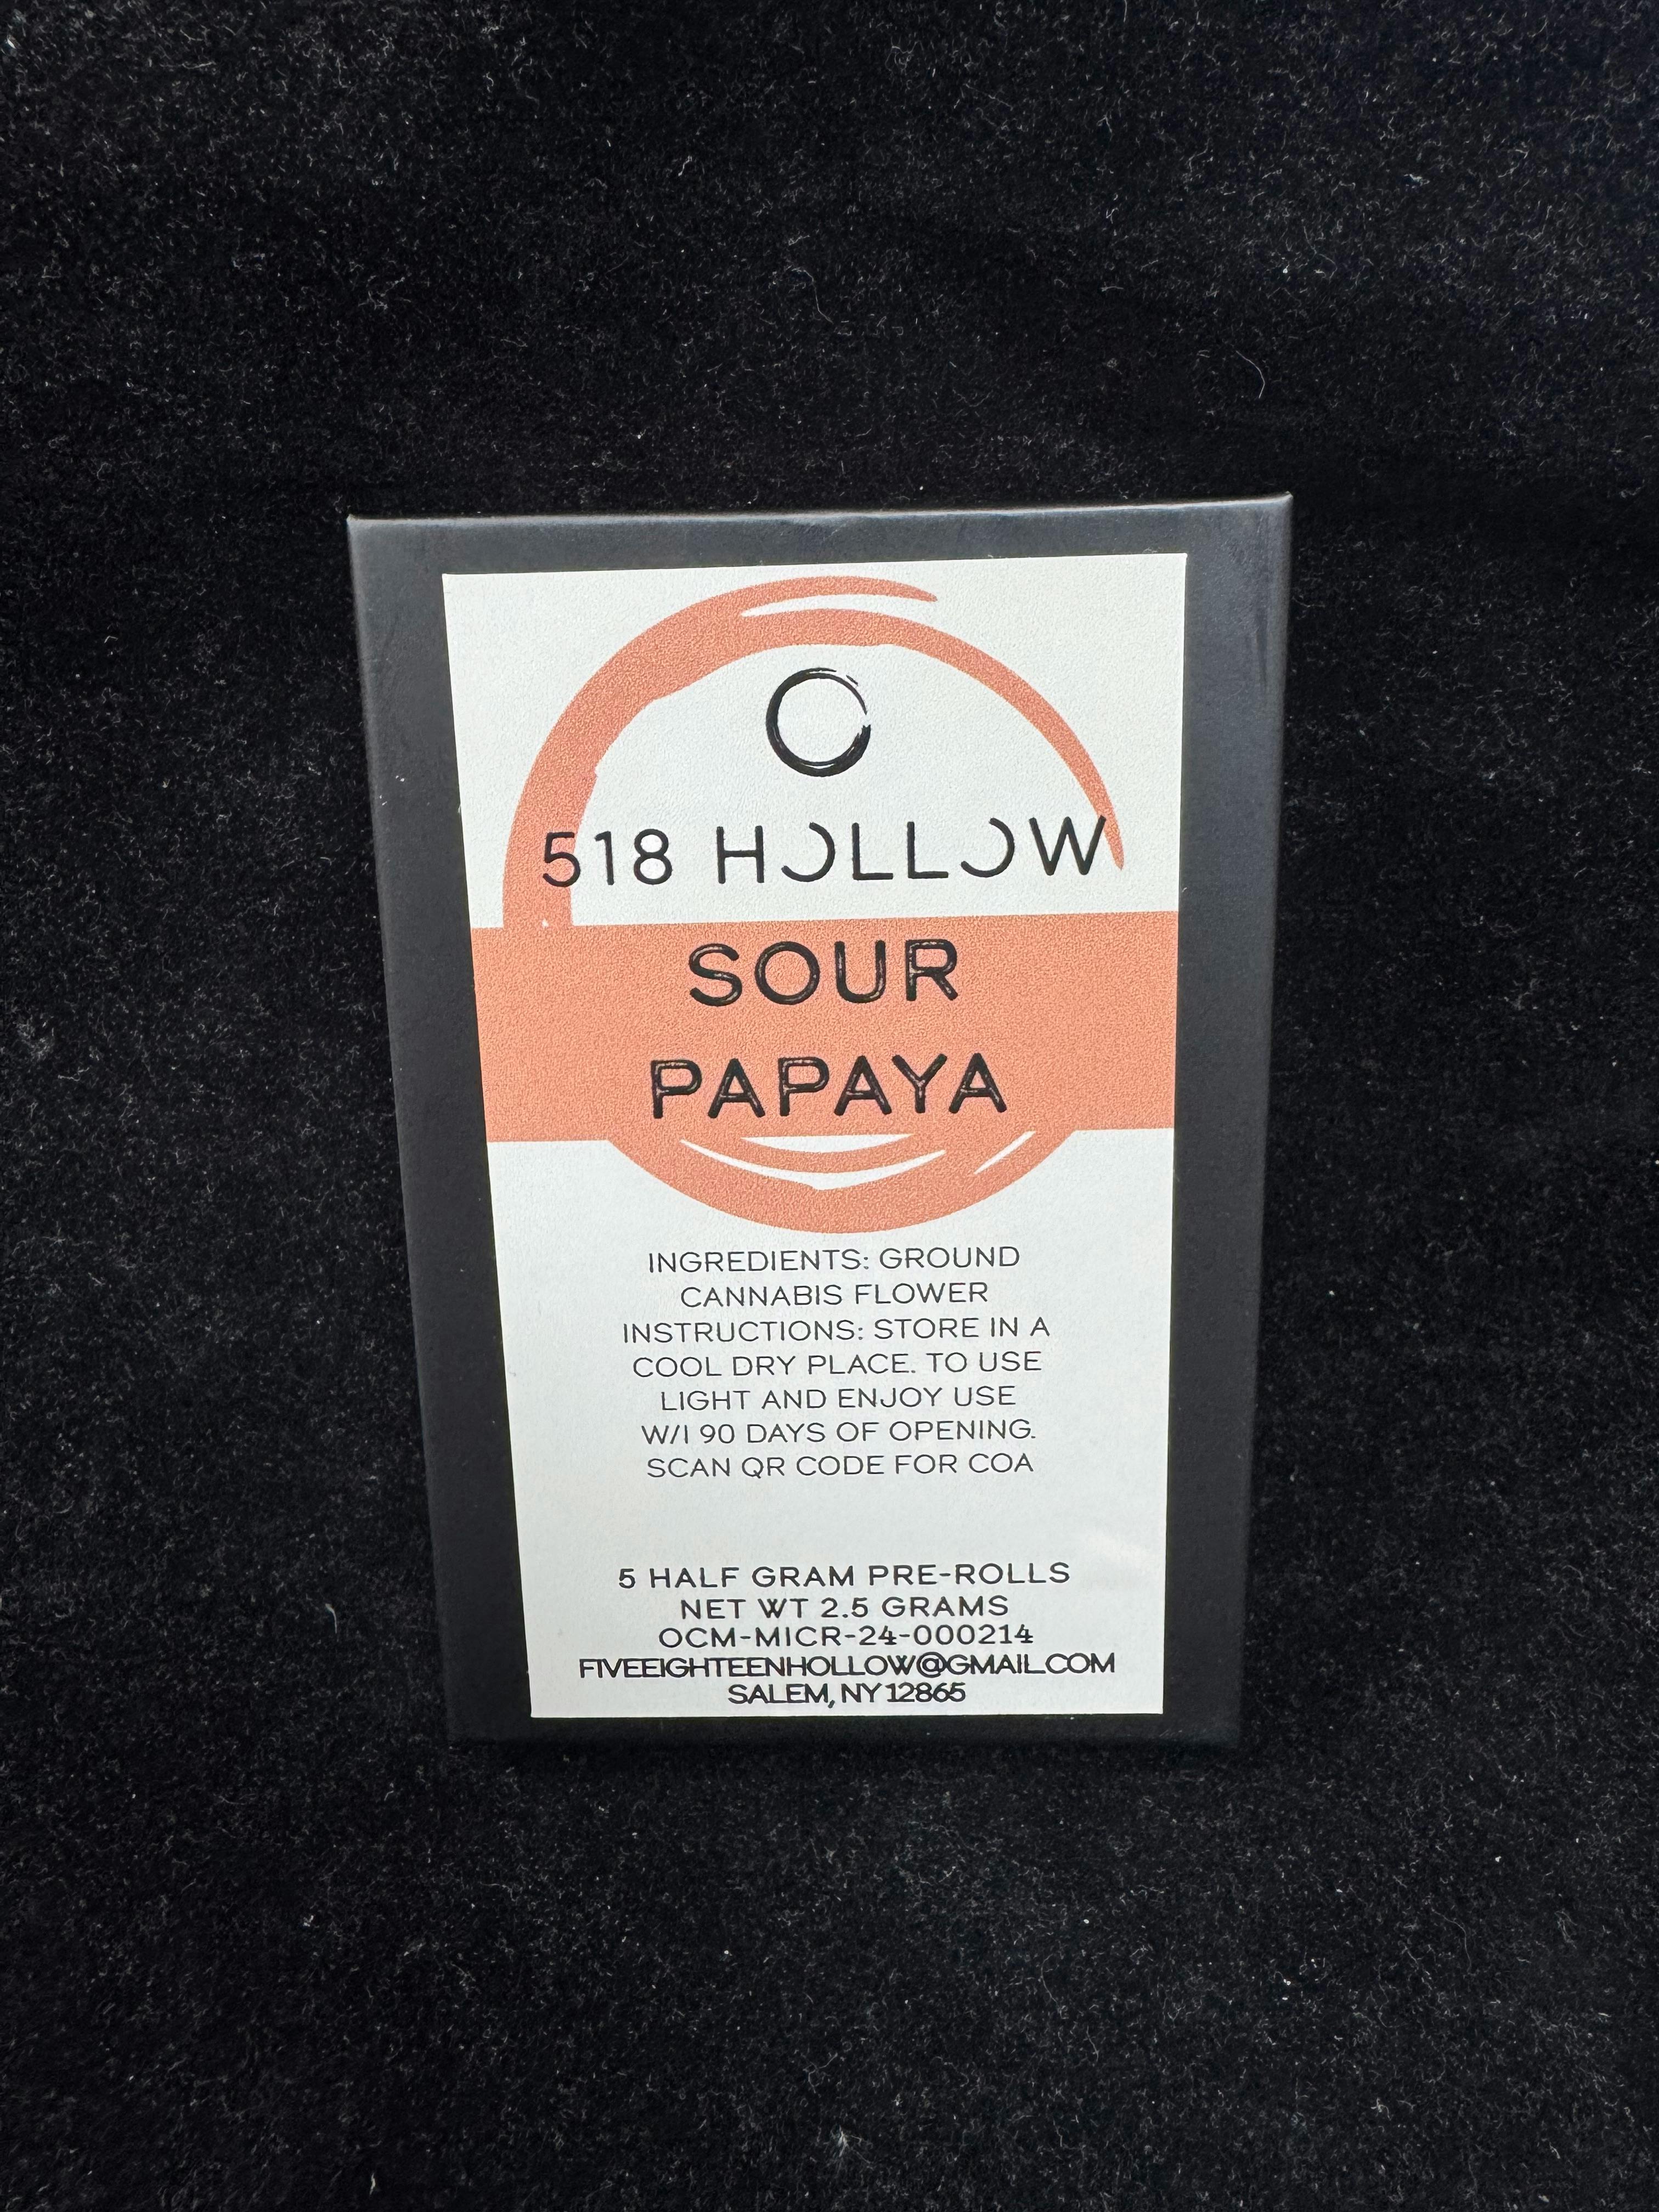 518 HOLLOW
SOUR
PAPAYA
INGREDIENTS: GROUND
CANNABIS FLOWER
INSTRUCTIONS: STORE IN A
COOL DRY PLACE. TO USE
LIGHT AND ENJOY USE
W/I 90 DAYS OF OPENING.
SCAN QR CODE FOR COA
5 HALF GRAM PRE-ROLLS
NET WT 2.5 GRAMS
OCM-MICR-24-000214
FIVEEIGHTEENHOLLOW@GMAIL.COM
SALEM, NY 12865